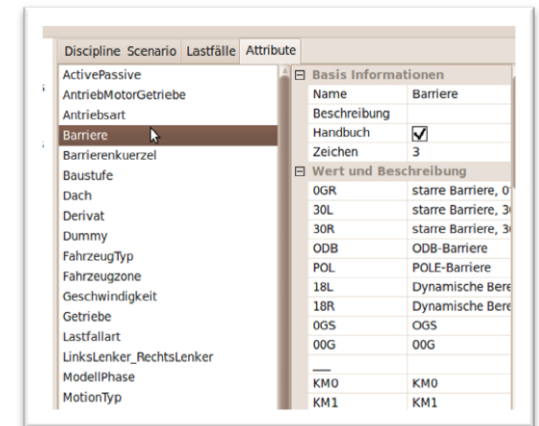 Discipline Scenario Lastfälle Attribute
ActivePassive
AntriebMotorGetriebe
Antriebsart
Barriere
Barrierenkuerzel
Baustufe
Dach
Derivat
Dummy
FahrzeugTyp
Fahrzeugzone
Geschwindigkeit
Getriebe
Lastfallart
LinksLenker_RechtsLenker
ModellPhase
MotionTyp
Basis Informationen
Name Barriere
Beschreibung
Handbuch
Zeichen 3
Wert und Beschreibung
0GR starre Barriere, 0
30L starre Barriere, 3
30R starre Barriere, 3
ODB ODB-Barriere
POL POLE-Barriere
18L Dynamische Bere
18R Dynamische Bere
0GS OGS
00G 00G
__
KM0 KM0
KM1 KM1